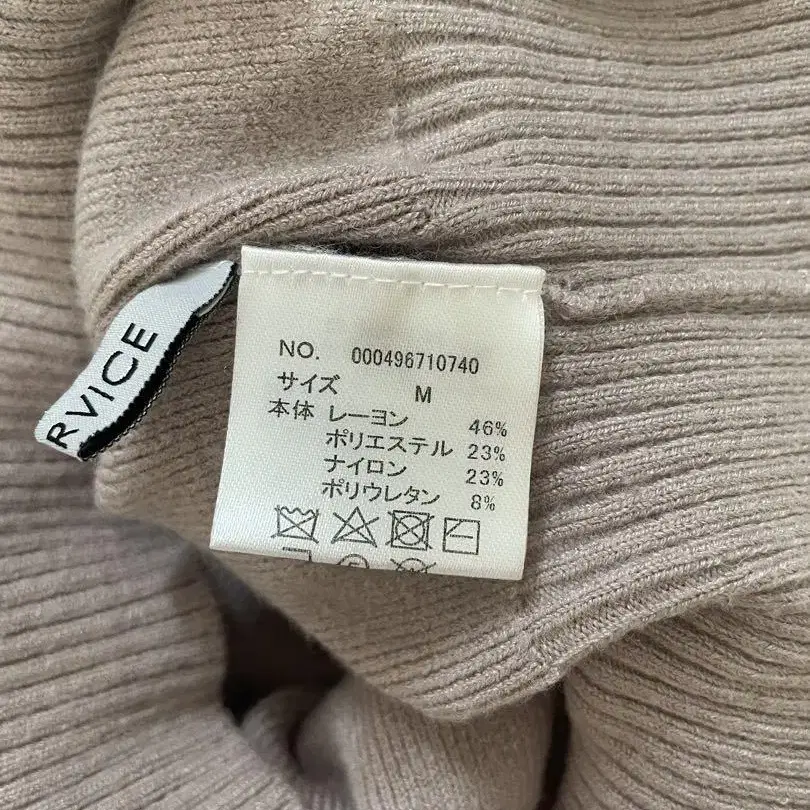 RVICE
NO. 000496710740
サイズ M
本体 レーヨン 46%
ポリエステル 23%
ナイロン 23%
ポリウレタン 8%